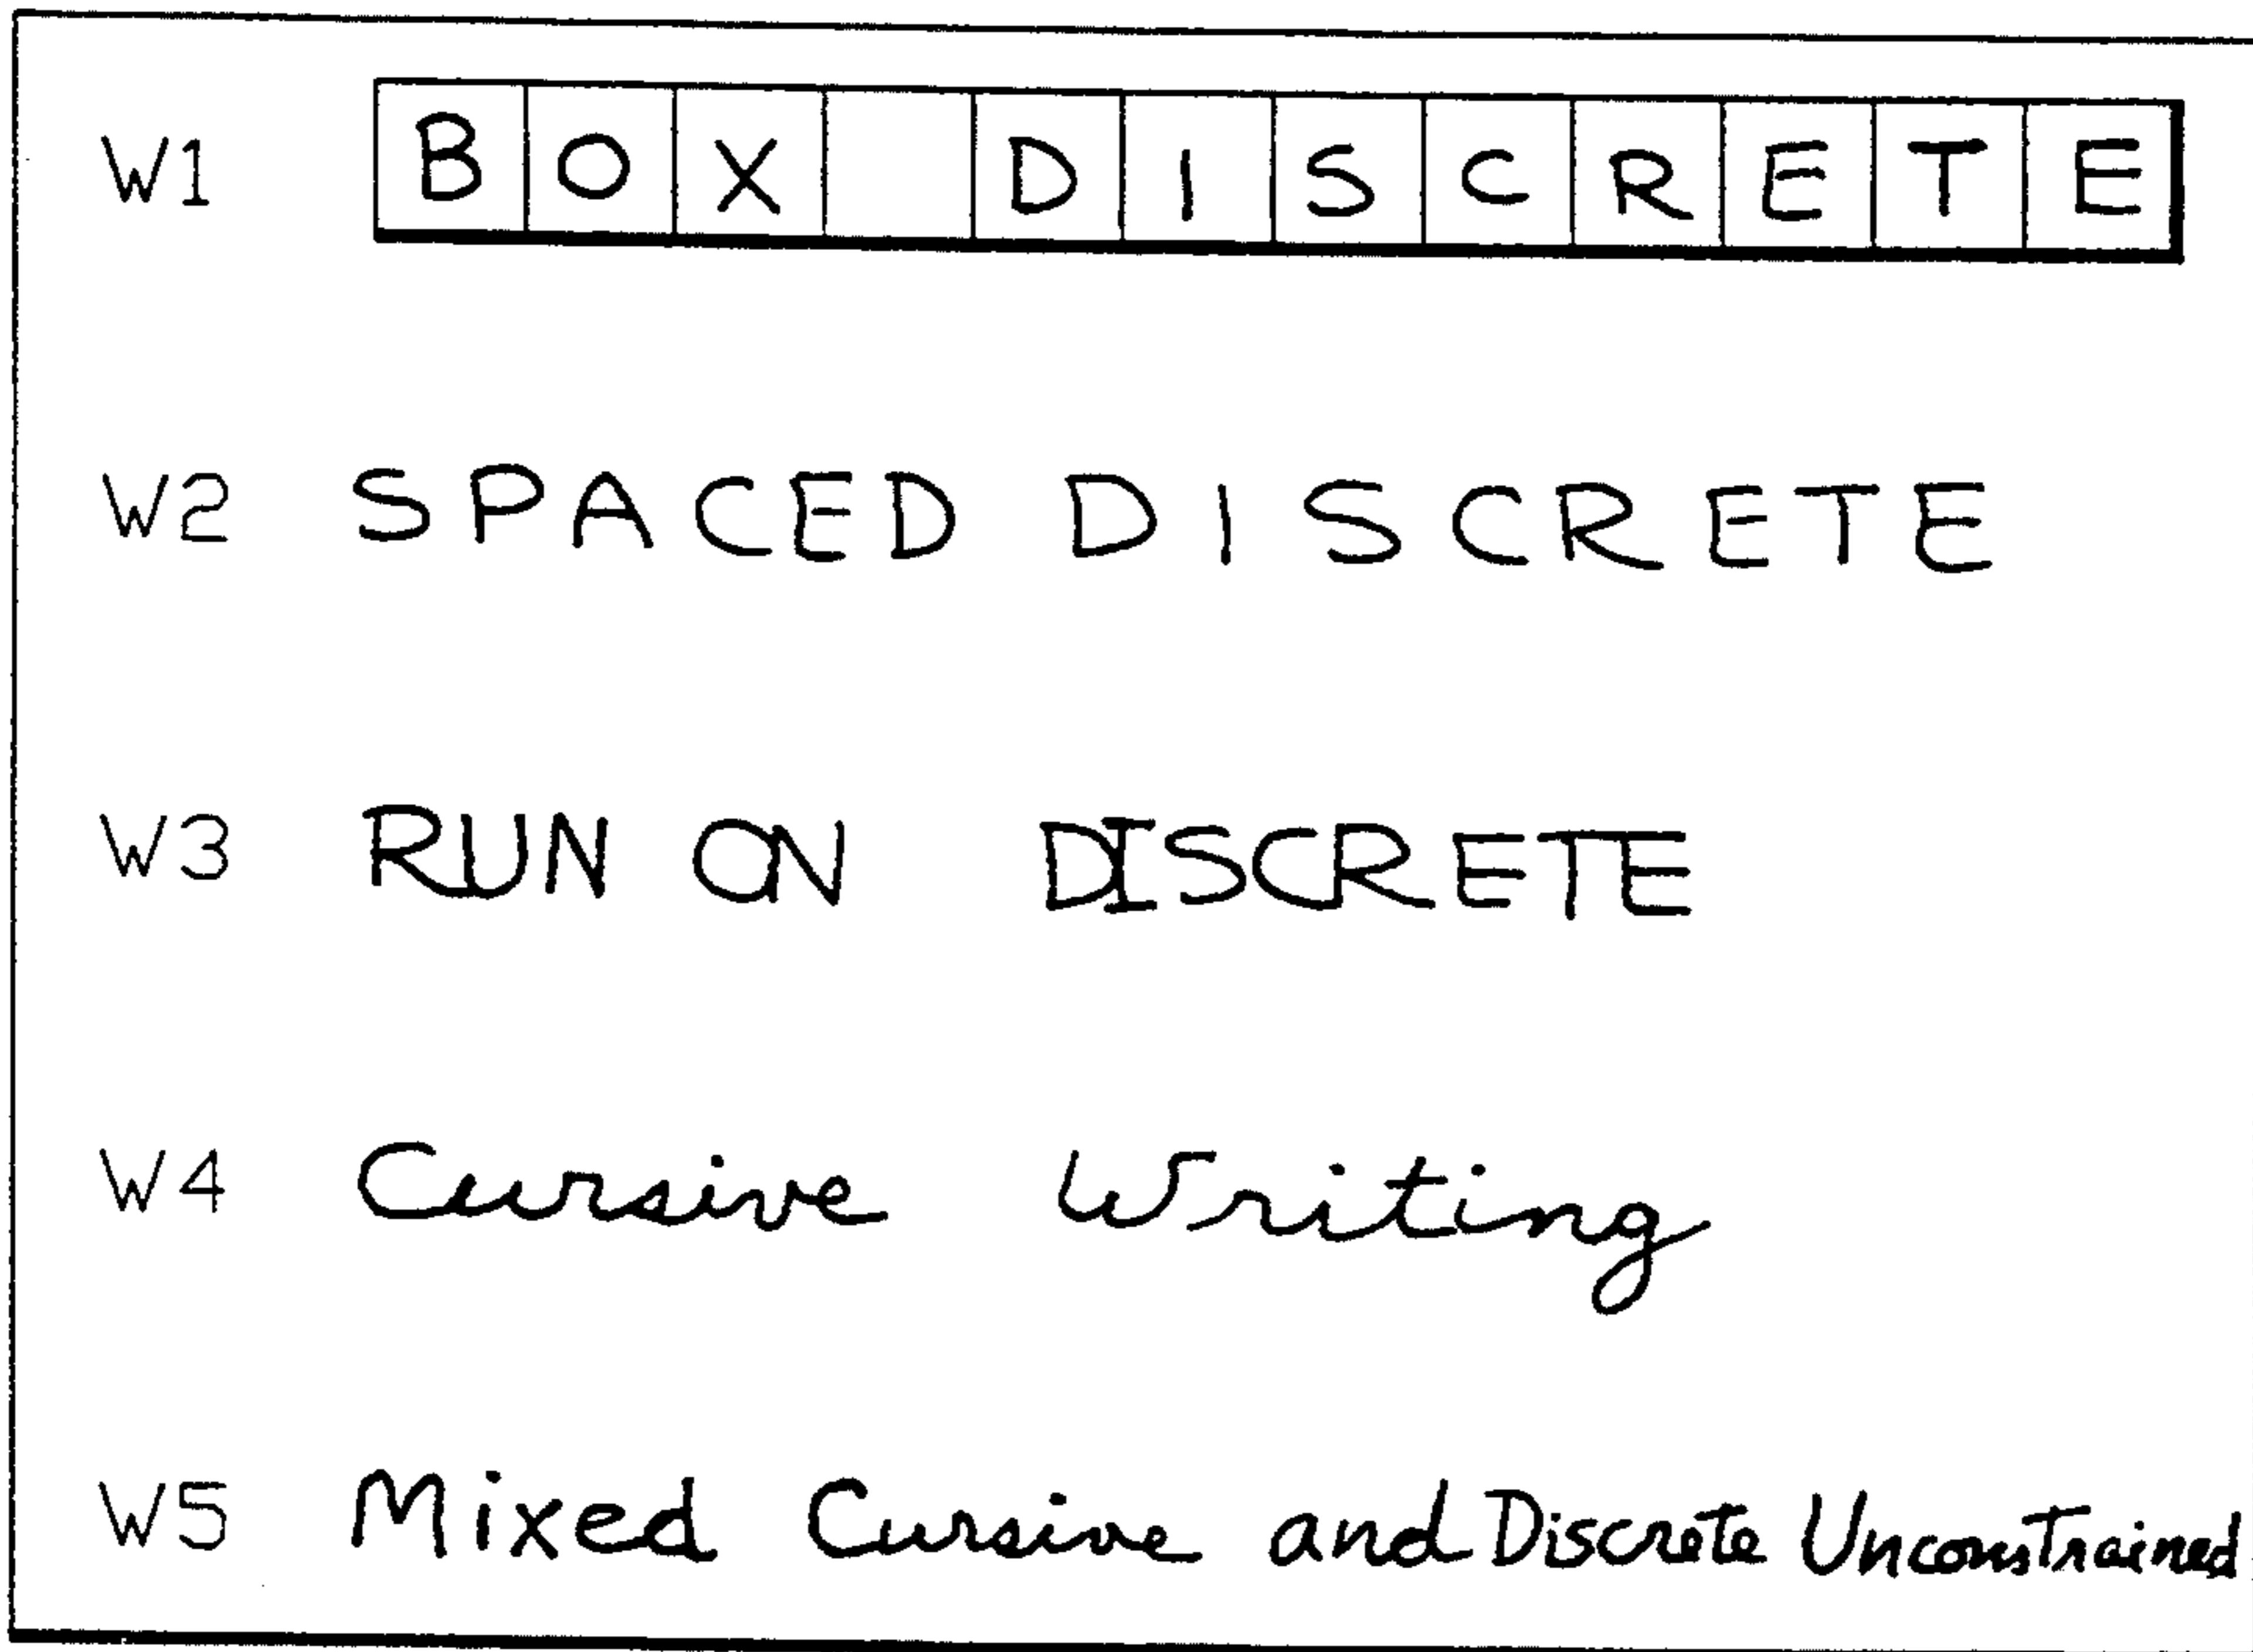 W1 BOX DISCRETE
W2 SPACED DISCRETE
W3 RUN ON DISCRETE
W4 Cursive Writing
W5 Mixed Cursive and Discrete Unconstrained